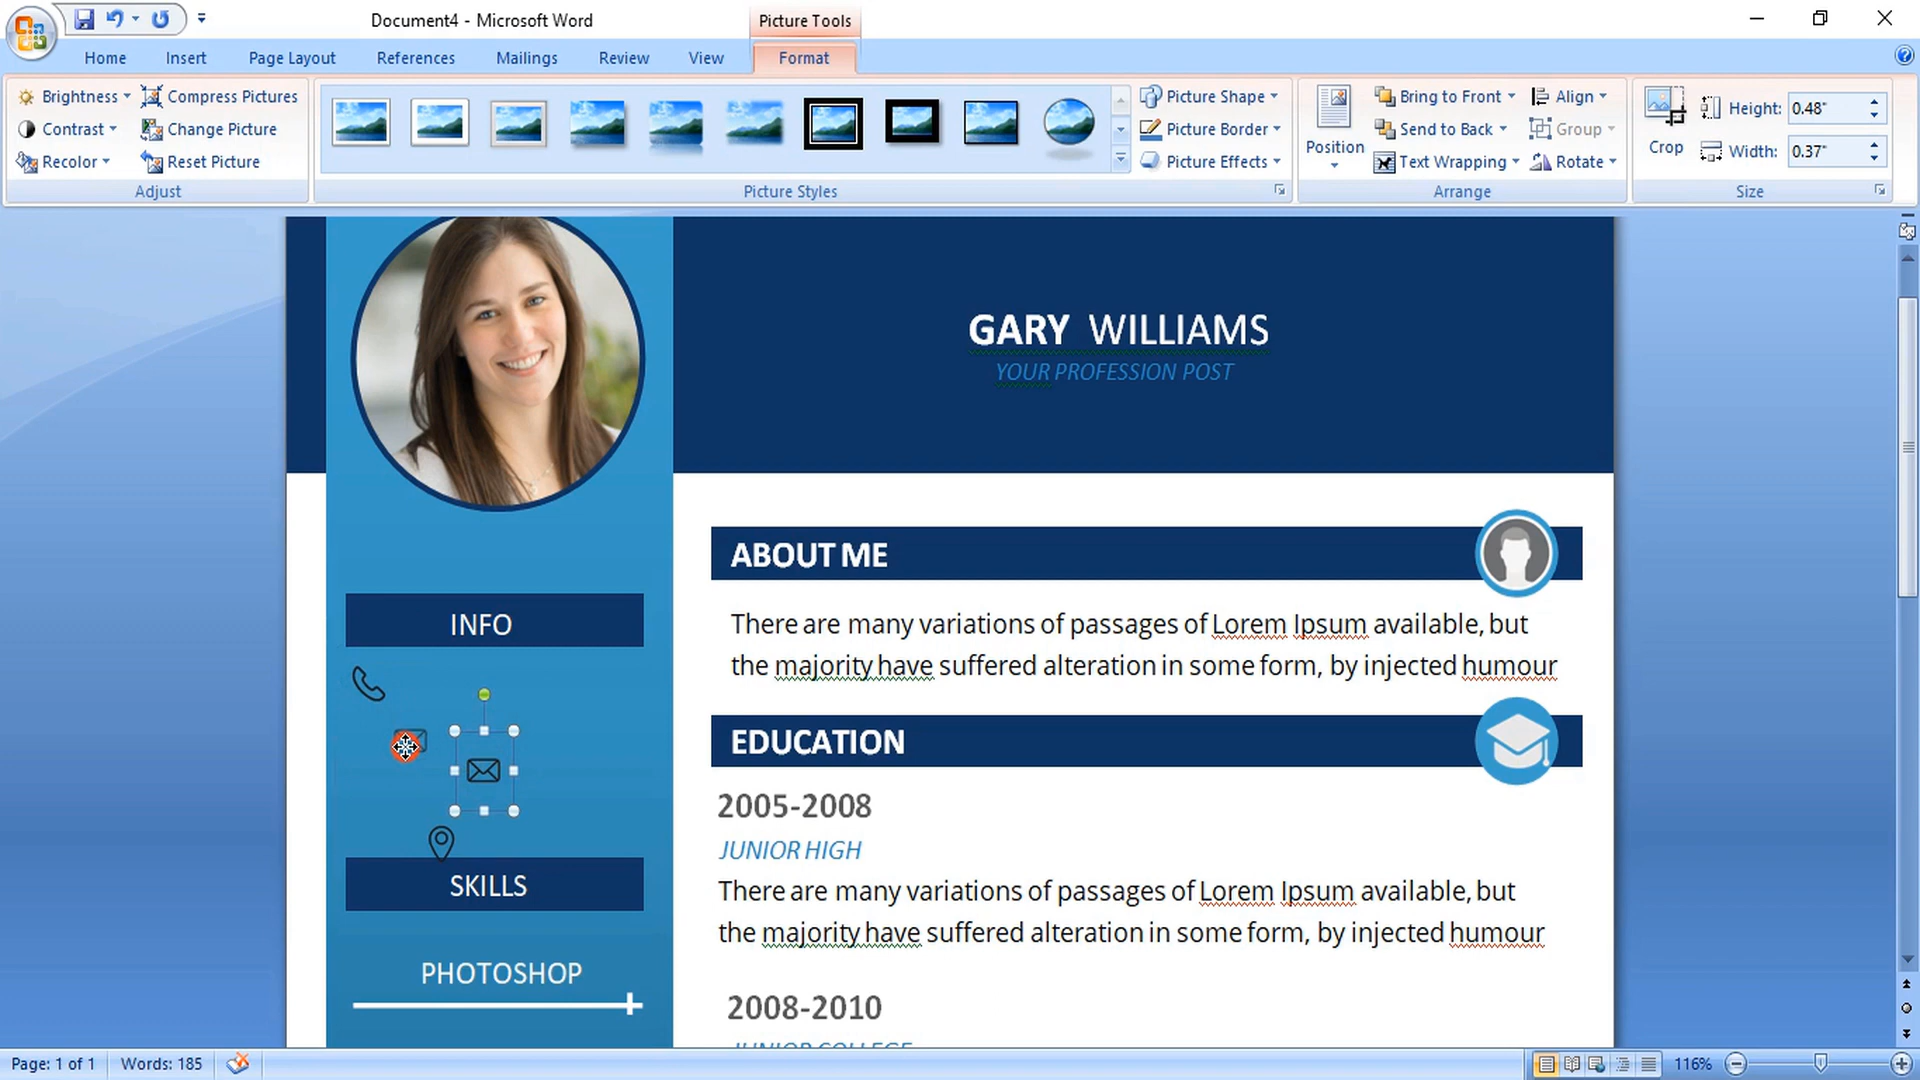 Document4 - Microsoft Word
Picture Tools
Home
Insert
Page Layout
References
Mailings
Review
View
Format
Brightness
Contrast
Recolor
Compress Pictures
Change Picture
Reset Picture
Adjust
Picture Styles
Picture Shape
Picture Border
Picture Effects
Position
Bring to Front
Send to Back
Text Wrapping
Align
Group
Rotate
Arrange
Crop
Height: 0.48"
Width: 0.37"
Size
GARY WILLIAMS
YOUR PROFESSION POST
INFO
SKILLS
PHOTOSHOP
ABOUT ME
There are many variations of passages of Lorem Ipsum available, but
the majority have suffered alteration in some form, by injected humour
EDUCATION
2005-2008
JUNIOR HIGH
There are many variations of passages of Lorem Ipsum available, but
the majority have suffered alteration in some form, by injected humour
2008-2010
JUNIOR COLLEGE
Page: 1 of 1
Words: 185
116%